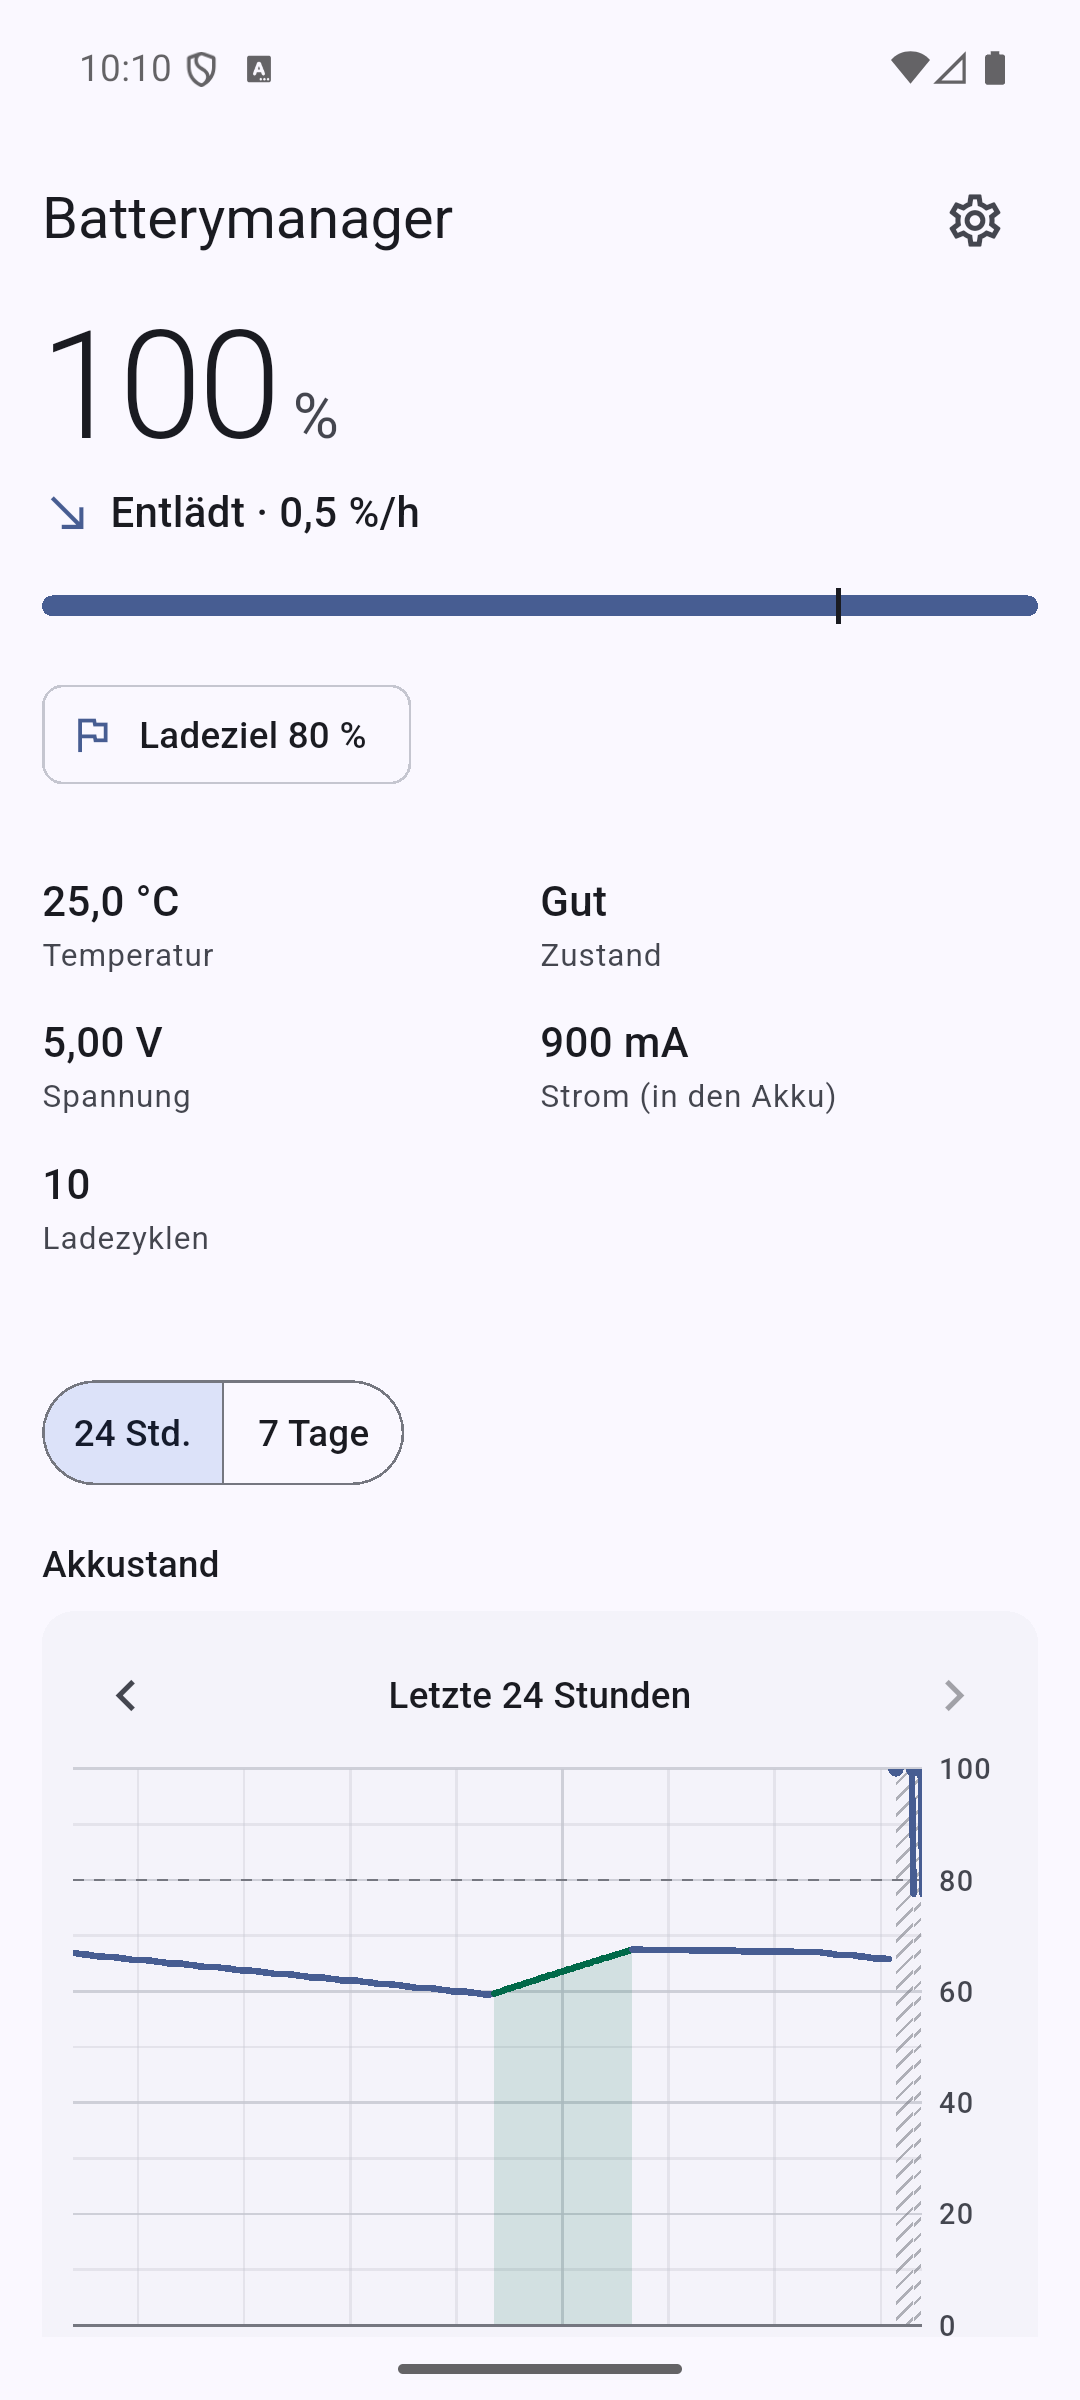 10:10
Batterymanager
100 %
Entlädt · 0,5 %/h
Ladeziel 80 %
25,0 °C
Temperatur
Gut
Zustand
5,00 V
Spannung
900 mA
Strom (in den Akku)
10
Ladezyklen
24 Std.
7 Tage
Akkustand
Letzte 24 Stunden
100
80
60
40
20
0